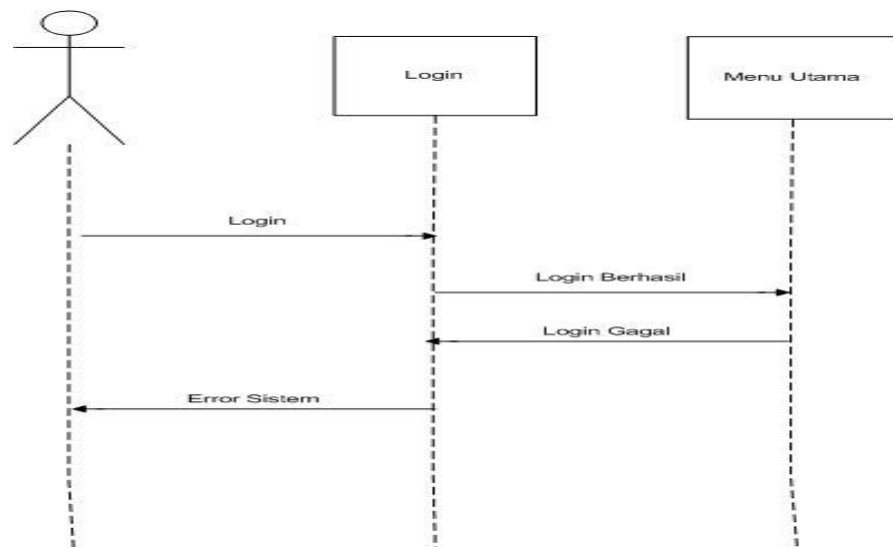 Login
Menu Utama
Login
Login Berhasil
Login Gagal
Error Sistem